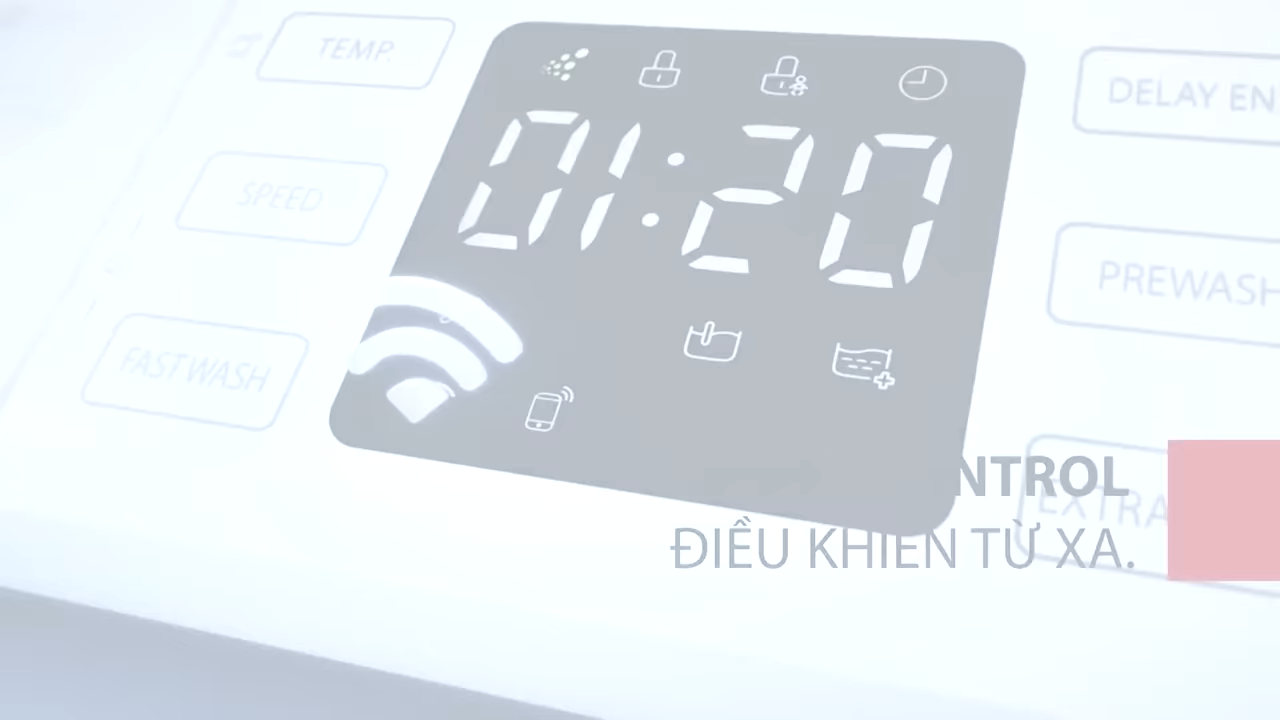 TEMP.
01:20
DELAY EN
SPEED
PREWASH
FAST WASH
NTROL
EXTRA
ĐIỀU KHIỂN TỪ XA.